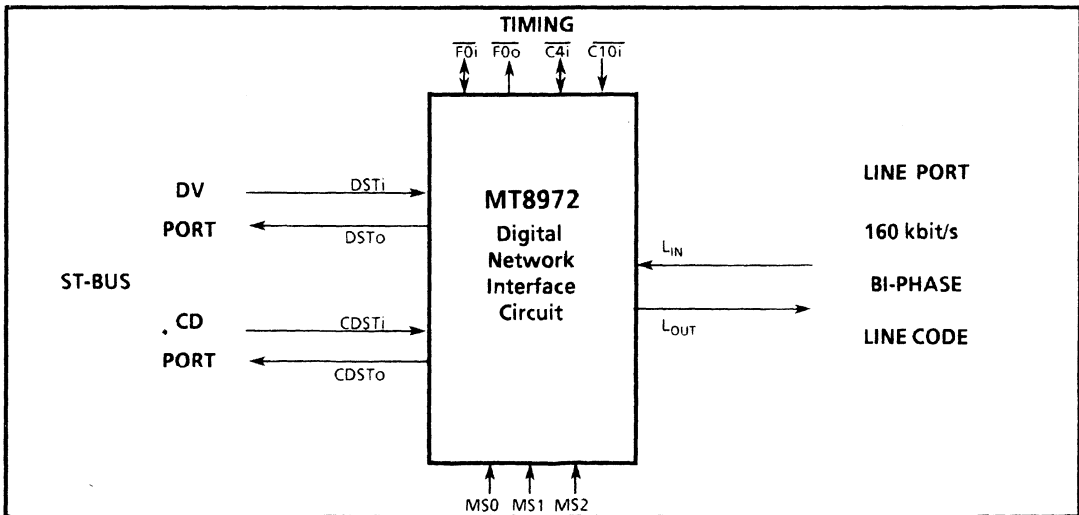 TIMING
F0i F0o C4i C10i
DV
PORT
DSTi
DSTo
ST-BUS
CD
PORT
CDSTi
CDSTo
MT8972
Digital
Network
Interface
Circuit
LIN
LOUT
LINE PORT
160 kbit/s
BI-PHASE
LINE CODE
MS0 MS1 MS2